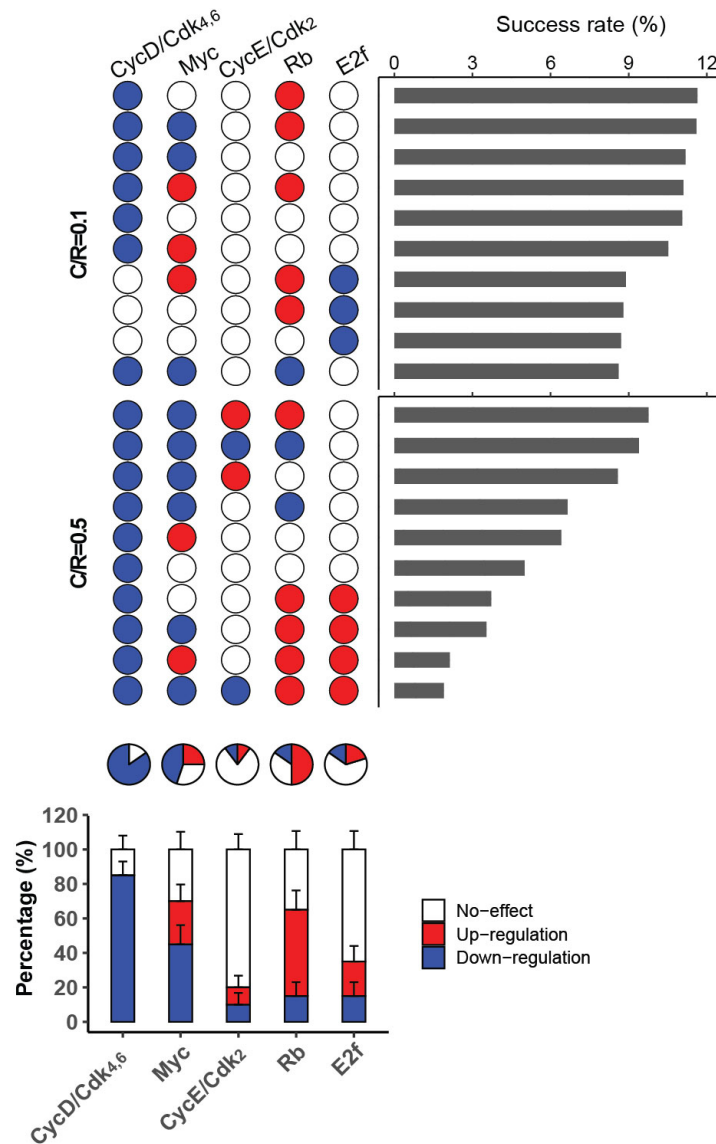 Success rate (%)
CycD/Cdk4,6 Myc CycE/Cdk2 Rb E2f
0 3 6 9 12
C/R=0.1
C/R=0.5
120
100
80
60
40
20
0
Percentage (%)
No-effect
Up-regulation
Down-regulation
CycD/Cdk4,6 Myc CycE/Cdk2 Rb E2f